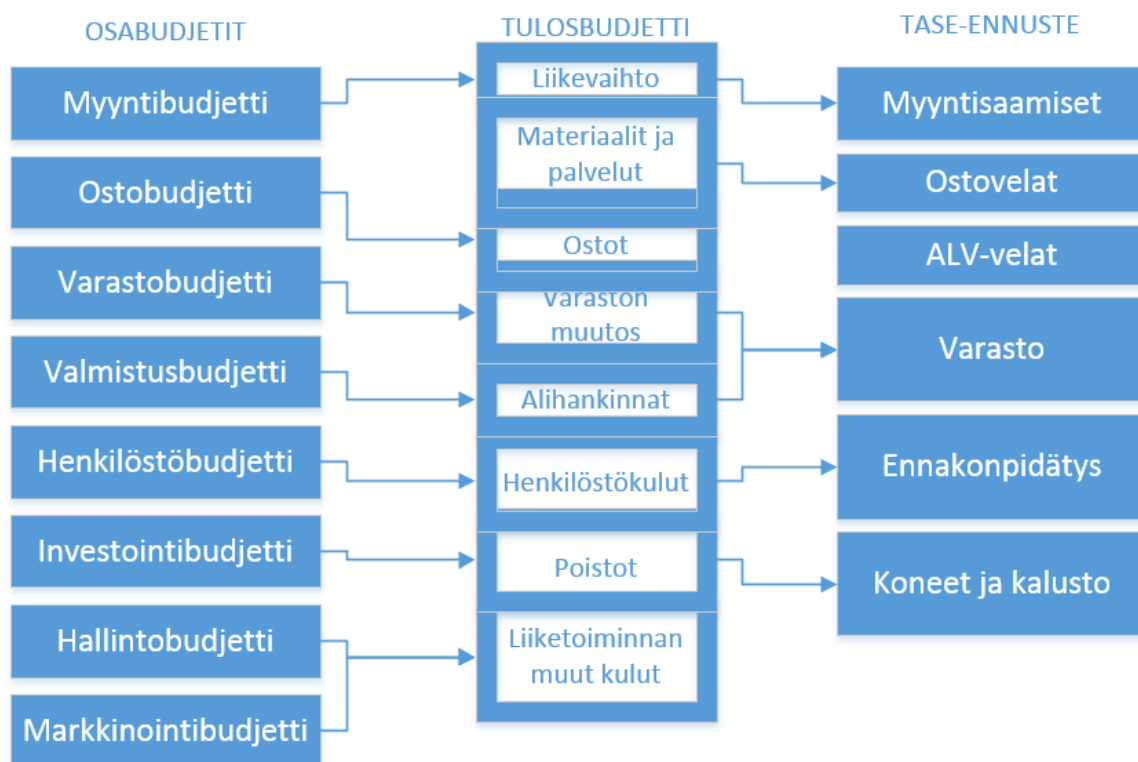 OSABUDJETIT
Myyntibudjetti
Ostobudjetti
Varastobudjetti
Valmistusbudjetti
Henkilöstöbudjetti
Investointibudjetti
Hallintobudjetti
Markkinointibudjetti
TULOSBUDJETTI
Liikevaihto
Materiaalit ja
palvelut
Ostot
Varaston
muutos
Alihankinnat
Henkilöstökulut
Poistot
Liiketoiminnan
muut kulut
TASE-ENNUSTE
Myyntisaamiset
Ostovelat
ALV-velat
Varasto
Ennakonpidätys
Koneet ja kalusto